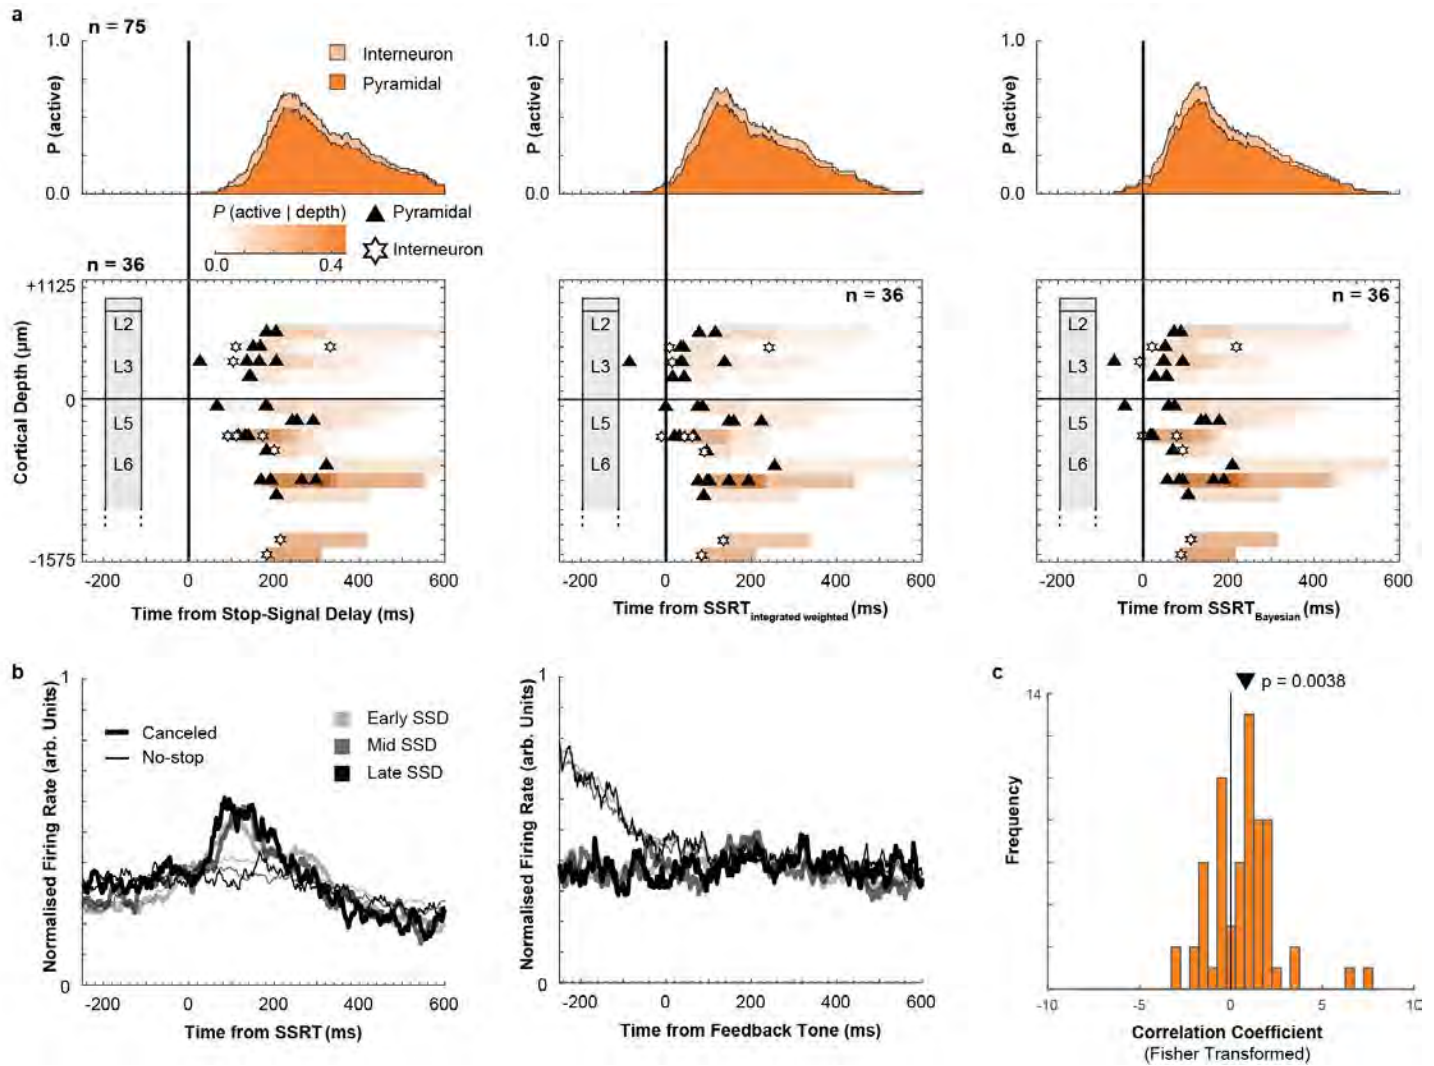 a
n = 75
1.0
P (active)
0.0
Interneuron
Pyramidal
1.0
P (active)
0.0
1.0
P (active)
0.0
P (active | depth)
0.0 0.4
Pyramidal
Interneuron
n = 36
+1125
Cortical Depth (µm)
0
-1575
L2
L3
L5
L6
-200 0 200 400 600
Time from Stop-Signal Delay (ms)
n = 36
L2
L3
L5
L6
-200 0 200 400 600
Time from SSRT integrated weighted (ms)
n = 36
L2
L3
L5
L6
-200 0 200 400 600
Time from SSRT Bayesian (ms)
b
1
Normalised Firing Rate (arb. Units)
0
Canceled
No-stop
Early SSD
Mid SSD
Late SSD
-200 0 200 400 600
Time from SSRT (ms)
1
Normalised Firing Rate (arb. Units)
0
-200 0 200 400 600
Time from Feedback Tone (ms)
c
p = 0.0038
14
Frequency
-10 -5 0 5 10
Correlation Coefficient
(Fisher Transformed)